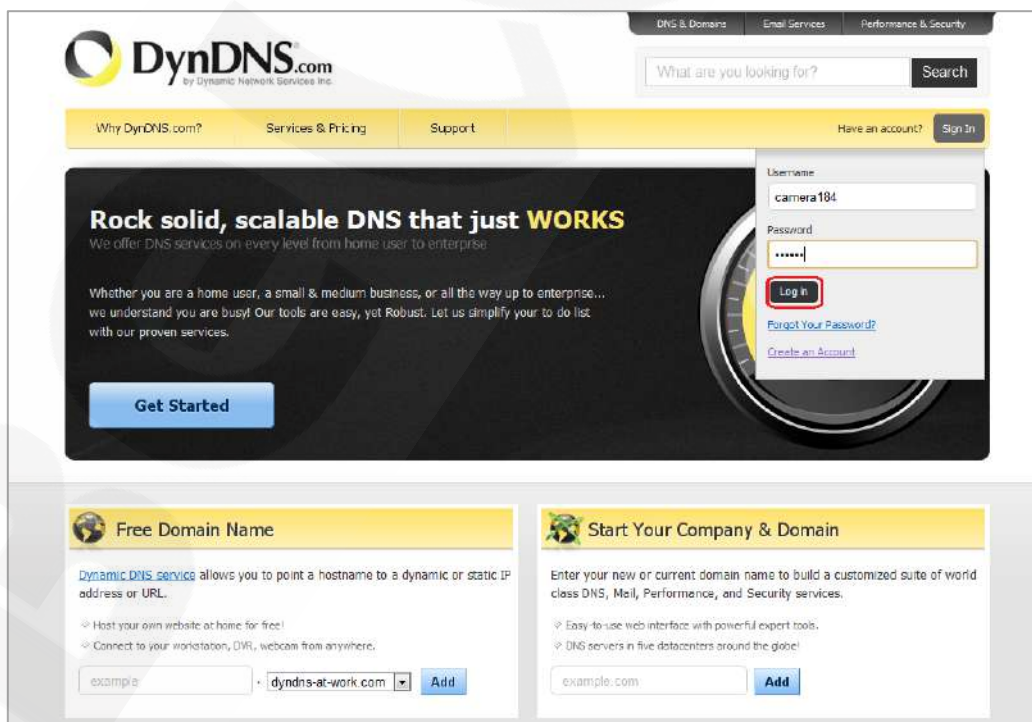 DNS & Domains Email Services Performance & Security
DynDNS.com
by Dynamic Network Services Inc.
What are you looking for? Search
Why DynDNS.com? Services & Pricing Support Have an account? Sign In
Username
camera184
Password
••••••
Log in
Forgot Your Password?
Create an Account
Rock solid, scalable DNS that just WORKS
We offer DNS services on every level from home user to enterprise
Whether you are a home user, a small & medium business, or all the way up to enterprise...
we understand you are busy! Our tools are easy, yet Robust. Let us simplify your to do list
with our proven services.
Get Started
Free Domain Name
Dynamic DNS service allows you to point a hostname to a dynamic or static IP
address or URL.
Host your own website at home for free!
Connect to your workstation, DVR, webcam from anywhere.
example . dyndns-at-work.com Add
Start Your Company & Domain
Enter your new or current domain name to build a customized suite of world
class DNS, Mail, Performance, and Security services.
Easy-to-use web interface with powerful expert tools.
DNS servers in five datacenters around the globe!
example.com Add